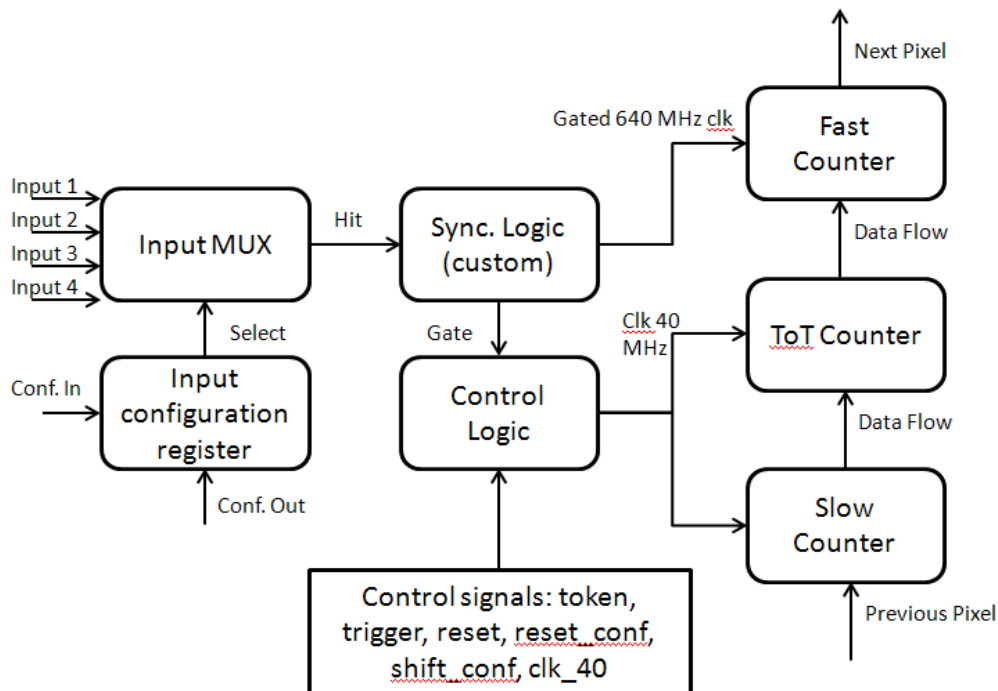 Next Pixel
Gated 640 MHz clk
Fast
Counter
Input 1
Input 2
Input 3
Input 4
Input MUX
Hit
Sync. Logic
(custom)
Data Flow
Select
Gate
Clk 40
MHz
ToT Counter
Conf. In
Input
configuration
register
Control
Logic
Data Flow
Conf. Out
Slow
Counter
Control signals: token,
trigger, reset, reset_conf,
shift_conf, clk_40
Previous Pixel